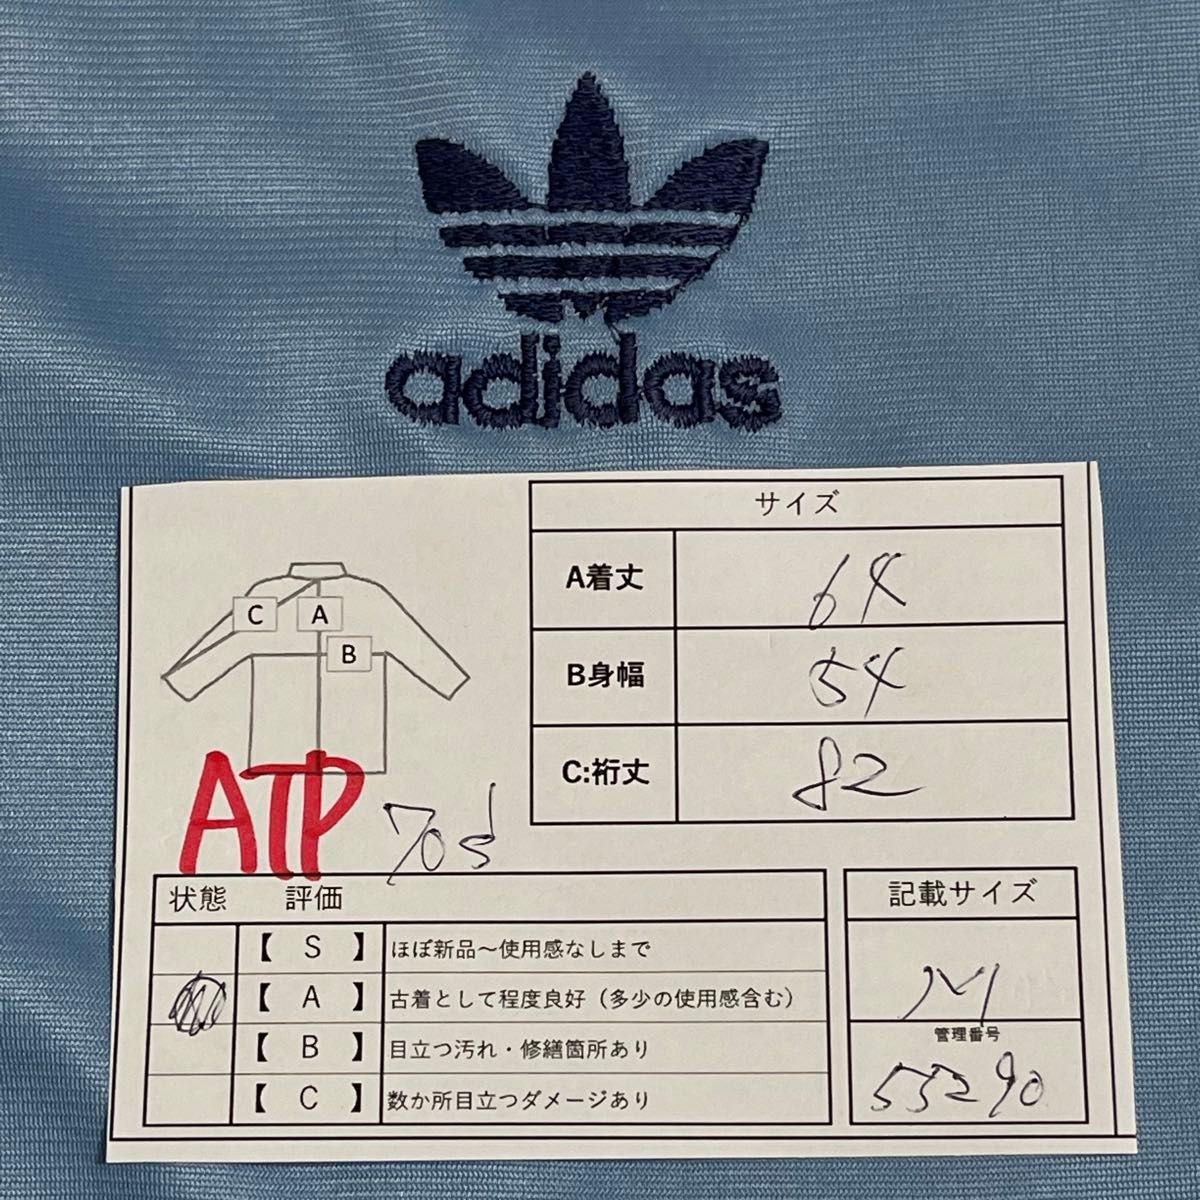 adidas
サイズ
A着丈 64
B身幅 54
C:裄丈 82
C A
B
ATP 70s
状態 評価
【 S 】 ほぼ新品〜使用感なしまで
【 A 】 古着として程度良好（多少の使用感含む）
【 B 】 目立つ汚れ・修繕箇所あり
【 C 】 数か所目立つダメージあり
記載サイズ
M
管理番号
55290